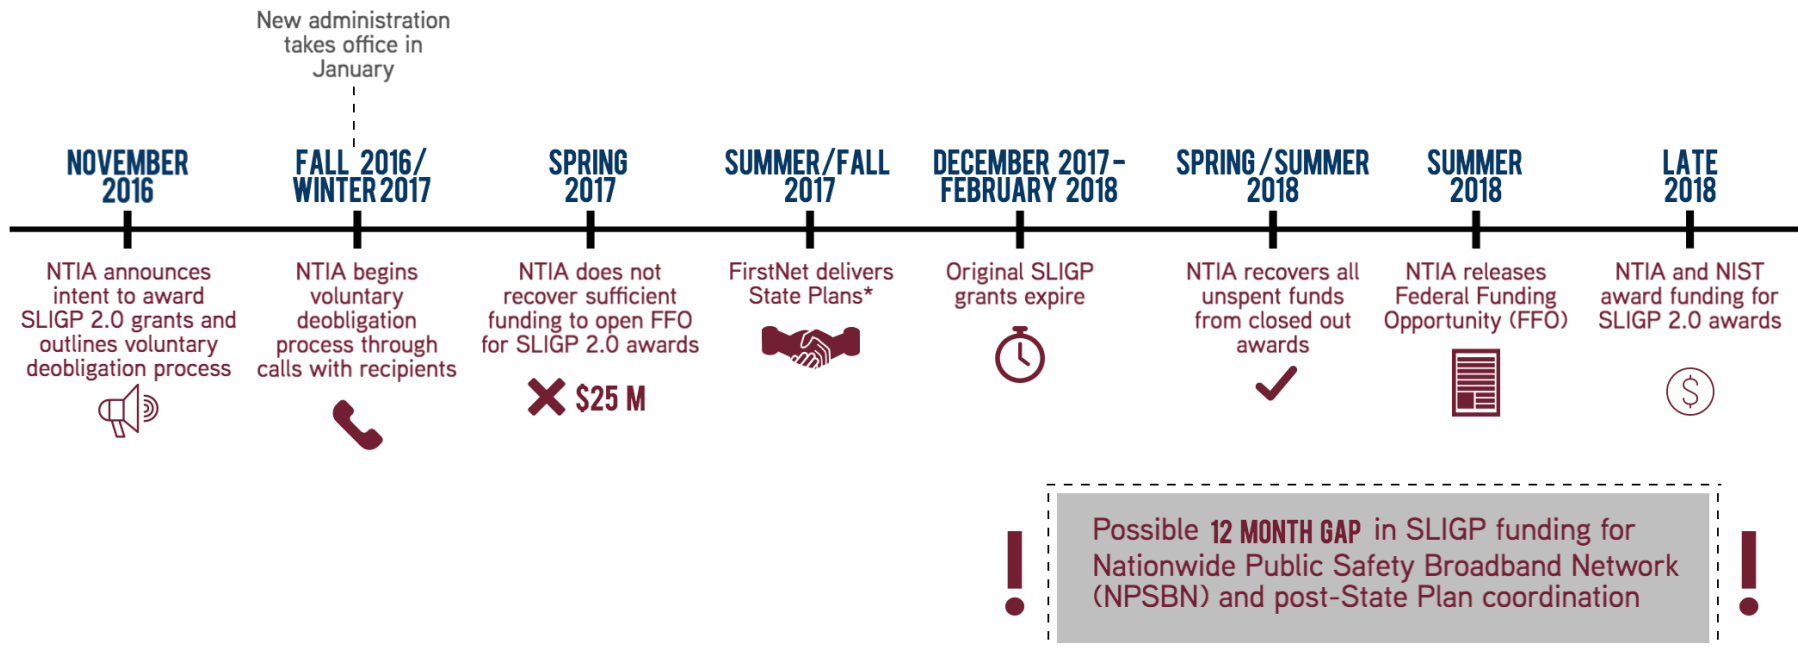 New administration
takes office in
January
NOVEMBER
2016
FALL 2016/
WINTER 2017
SPRING
2017
SUMMER/FALL
2017
DECEMBER 2017–
FEBRUARY 2018
SPRING/SUMMER
2018
SUMMER
2018
LATE
2018
NTIA announces
intent to award
SLIGP 2.0 grants and
outlines voluntary
deobligation process
NTIA begins
voluntary
deobligation
process through
calls with recipients
NTIA does not
recover sufficient
funding to open FFO
for SLIGP 2.0 awards
$25 M
FirstNet delivers
State Plans*
Original SLIGP
grants expire
NTIA recovers all
unspent funds
from closed out
awards
NTIA releases
Federal Funding
Opportunity (FFO)
NTIA and NIST
award funding for
SLIGP 2.0 awards
$
Possible 12 MONTH GAP in SLIGP funding for
Nationwide Public Safety Broadband Network
(NPSBN) and post-State Plan coordination
! !